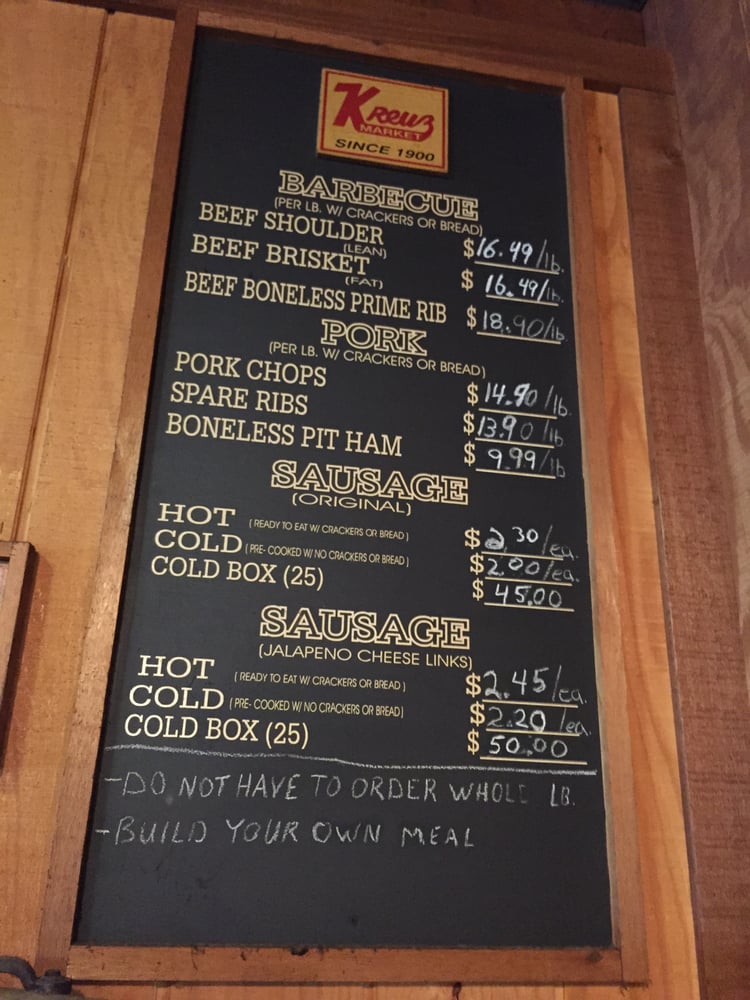 Kreuz
MARKET
SINCE 1900
BARBECUE
(PER LB. W/ CRACKERS OR BREAD)
BEEF SHOULDER (LEAN) $16.49/lb.
BEEF BRISKET (FAT) $16.49/lb.
BEEF BONELESS PRIME RIB $18.90/lb.
PORK
(PER LB. W/ CRACKERS OR BREAD)
PORK CHOPS $14.90/lb.
SPARE RIBS $13.90/lb
BONELESS PIT HAM $9.99/lb
SAUSAGE
(ORIGINAL)
HOT (READY TO EAT W/ CRACKERS OR BREAD) $2.30/ea.
COLD (PRE- COOKED W/ NO CRACKERS OR BREAD) $2.00/ea.
COLD BOX (25) $45.00
SAUSAGE
(JALAPENO CHEESE LINKS)
HOT (READY TO EAT W/ CRACKERS OR BREAD) $2.45/ea.
COLD (PRE- COOKED W/ NO CRACKERS OR BREAD) $2.20/ea.
COLD BOX (25) $50.00
-DO NOT HAVE TO ORDER WHOLE LB.
-BUILD YOUR OWN MEAL